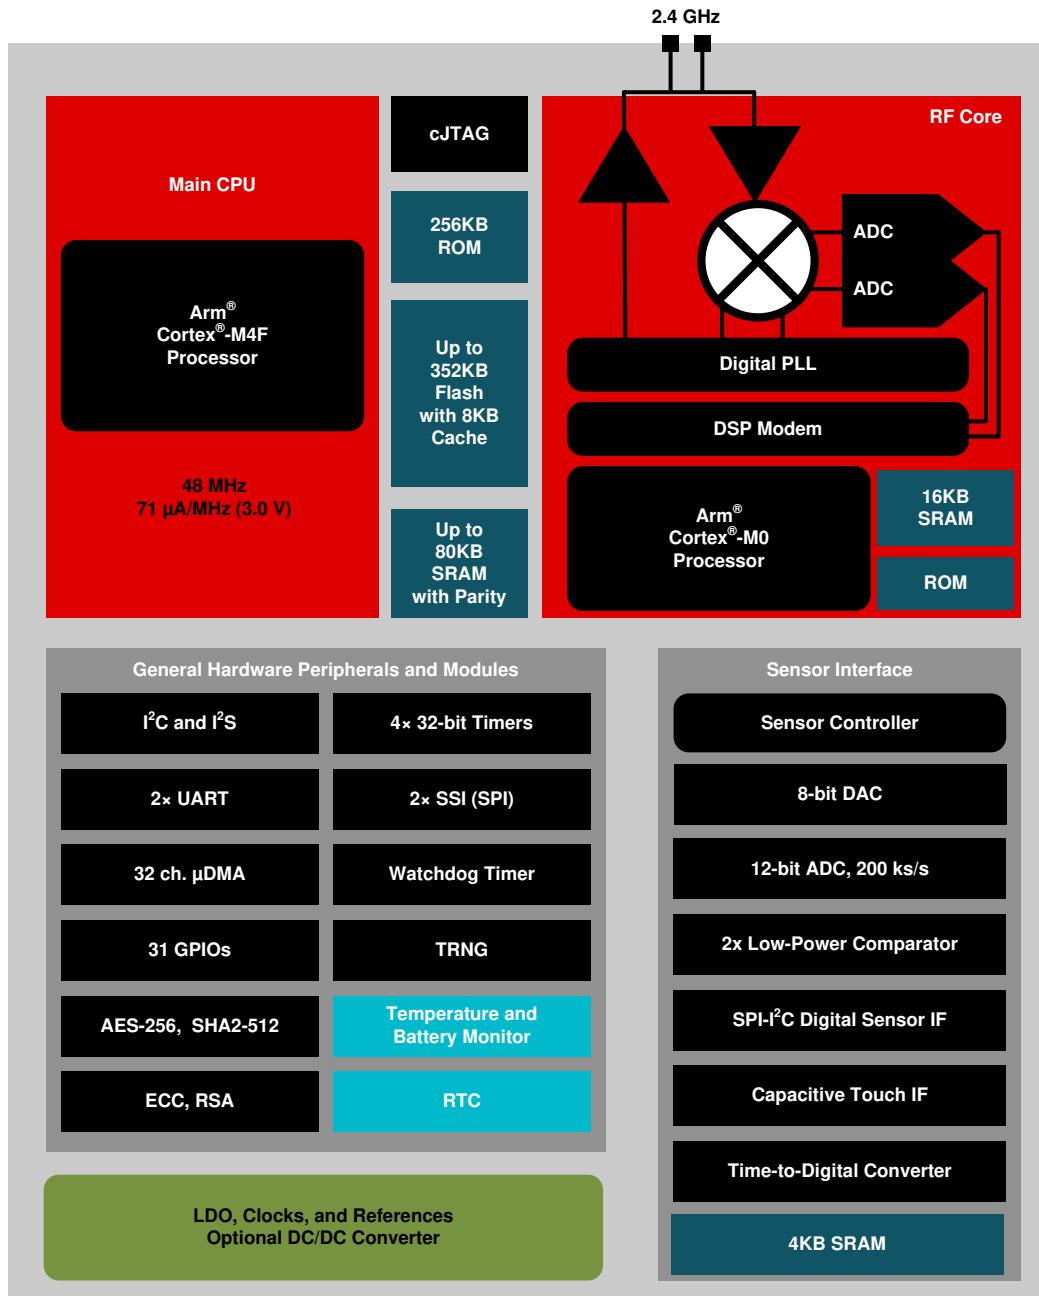 2.4 GHz
Main CPU
Arm®
Cortex®-M4F
Processor
48 MHz
71 µA/MHz (3.0 V)
cJTAG
256KB
ROM
Up to
352KB
Flash
with 8KB
Cache
Up to
80KB
SRAM
with Parity
RF Core
ADC
ADC
Digital PLL
DSP Modem
Arm®
Cortex®-M0
Processor
16KB
SRAM
ROM
General Hardware Peripherals and Modules
I²C and I²S
4× 32-bit Timers
2× UART
2× SSI (SPI)
32 ch. µDMA
Watchdog Timer
31 GPIOs
TRNG
AES-256, SHA2-512
Temperature and
Battery Monitor
ECC, RSA
RTC
LDO, Clocks, and References
Optional DC/DC Converter
Sensor Interface
Sensor Controller
8-bit DAC
12-bit ADC, 200 ks/s
2x Low-Power Comparator
SPI-I²C Digital Sensor IF
Capacitive Touch IF
Time-to-Digital Converter
4KB SRAM